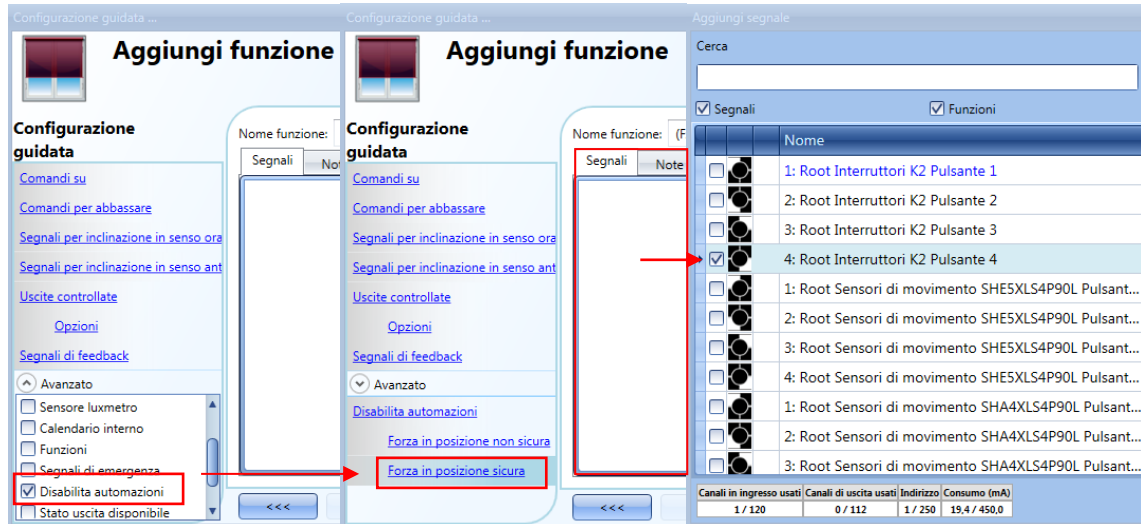 Configurazione guidata ...
Aggiungi funzione
Configurazione
guidata
Comandi su
Comandi per abbassare
Segnali per inclinazione in senso ora
Segnali per inclinazione in senso ant
Uscite controllate
Opzioni
Segnali di feedback
Avanzato
Sensore luxmetro
Calendario interno
Funzioni
Segnali di emergenza
Disabilita automazioni
Stato uscita disponibile
Nome funzione:
Segnali
Not
<<<
Configurazione guidata ...
Aggiungi funzione
Configurazione
guidata
Comandi su
Comandi per abbassare
Segnali per inclinazione in senso ora
Segnali per inclinazione in senso ant
Uscite controllate
Opzioni
Segnali di feedback
Avanzato
Disabilita automazioni
Forza in posizione non sicura
Forza in posizione sicura
Nome funzione: (F
Segnali
Note
<<<
Aggiungi segnale
Cerca
Segnali Funzioni
Nome
1: Root Interruttori K2 Pulsante 1
2: Root Interruttori K2 Pulsante 2
3: Root Interruttori K2 Pulsante 3
4: Root Interruttori K2 Pulsante 4
1: Root Sensori di movimento SHE5XLS4P90L Pulsant...
2: Root Sensori di movimento SHE5XLS4P90L Pulsant...
3: Root Sensori di movimento SHE5XLS4P90L Pulsant...
4: Root Sensori di movimento SHE5XLS4P90L Pulsant...
1: Root Sensori di movimento SHA4XLS4P90L Pulsant...
2: Root Sensori di movimento SHA4XLS4P90L Pulsant...
3: Root Sensori di movimento SHA4XLS4P90L Pulsant...
Canali in ingresso usati Canali di uscita usati Indirizzo Consumo (mA)
1 / 120 0 / 112 1 / 250 19,4 / 450,0